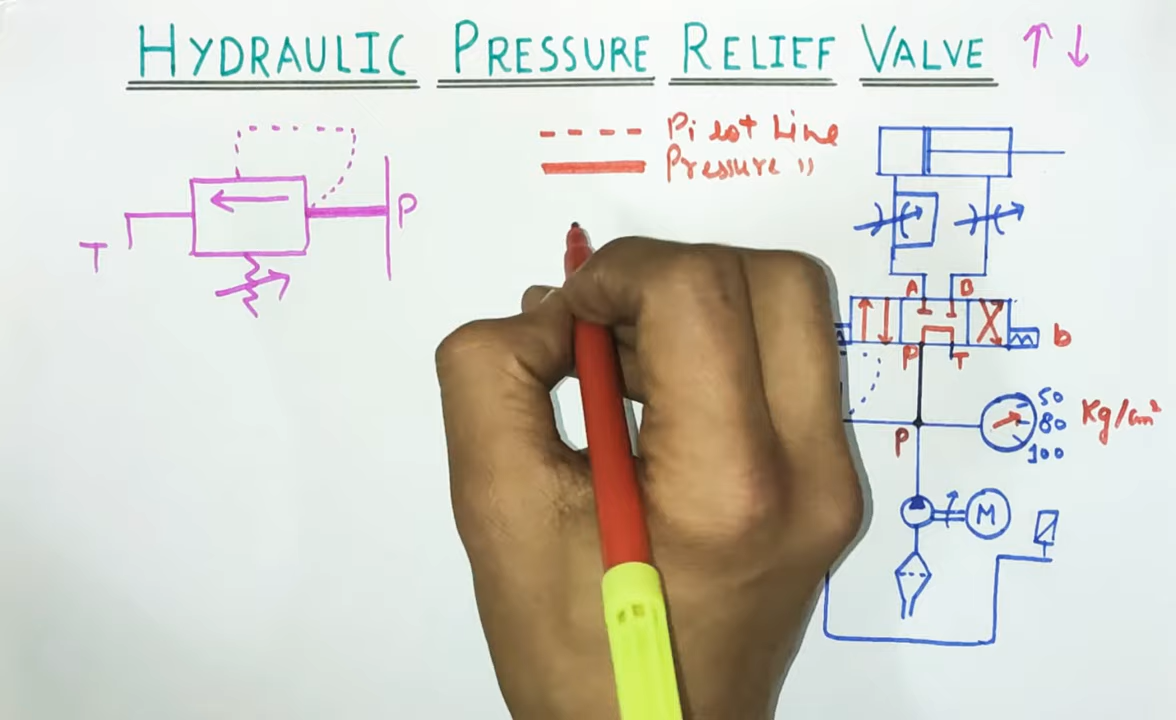 HYDRAULIC PRESSURE RELIEF VALVE ↑↓
Pilot Line
Pressure "
T
P
A B
P T
b
50
80
100
Kg/cm²
P
M